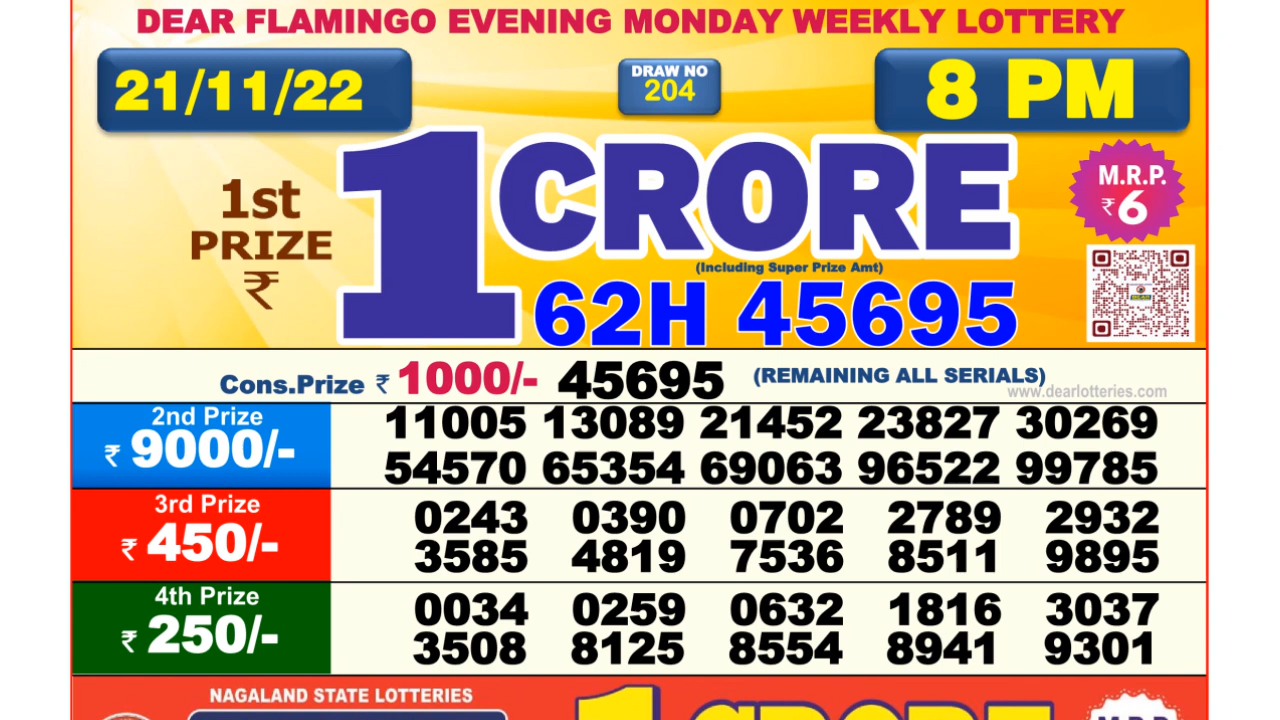 DEAR FLAMINGO EVENING MONDAY WEEKLY LOTTERY
21/11/22
DRAW NO
204
8 PM
1st
PRIZE
₹
1 CRORE
(Including Super Prize Amt)
62H 45695
M.R.P.
₹6
Cons.Prize ₹ 1000/- 45695 (REMAINING ALL SERIALS)
www.dearlotteries.com
2nd Prize
₹ 9000/-
11005 13089 21452 23827 30269
54570 65354 69063 96522 99785
3rd Prize
₹ 450/-
0243 0390 0702 2789 2932
3585 4819 7536 8511 9895
4th Prize
₹ 250/-
0034 0259 0632 1816 3037
3508 8125 8554 8941 9301
NAGALAND STATE LOTTERIES
1 CRORE
M.R.P.